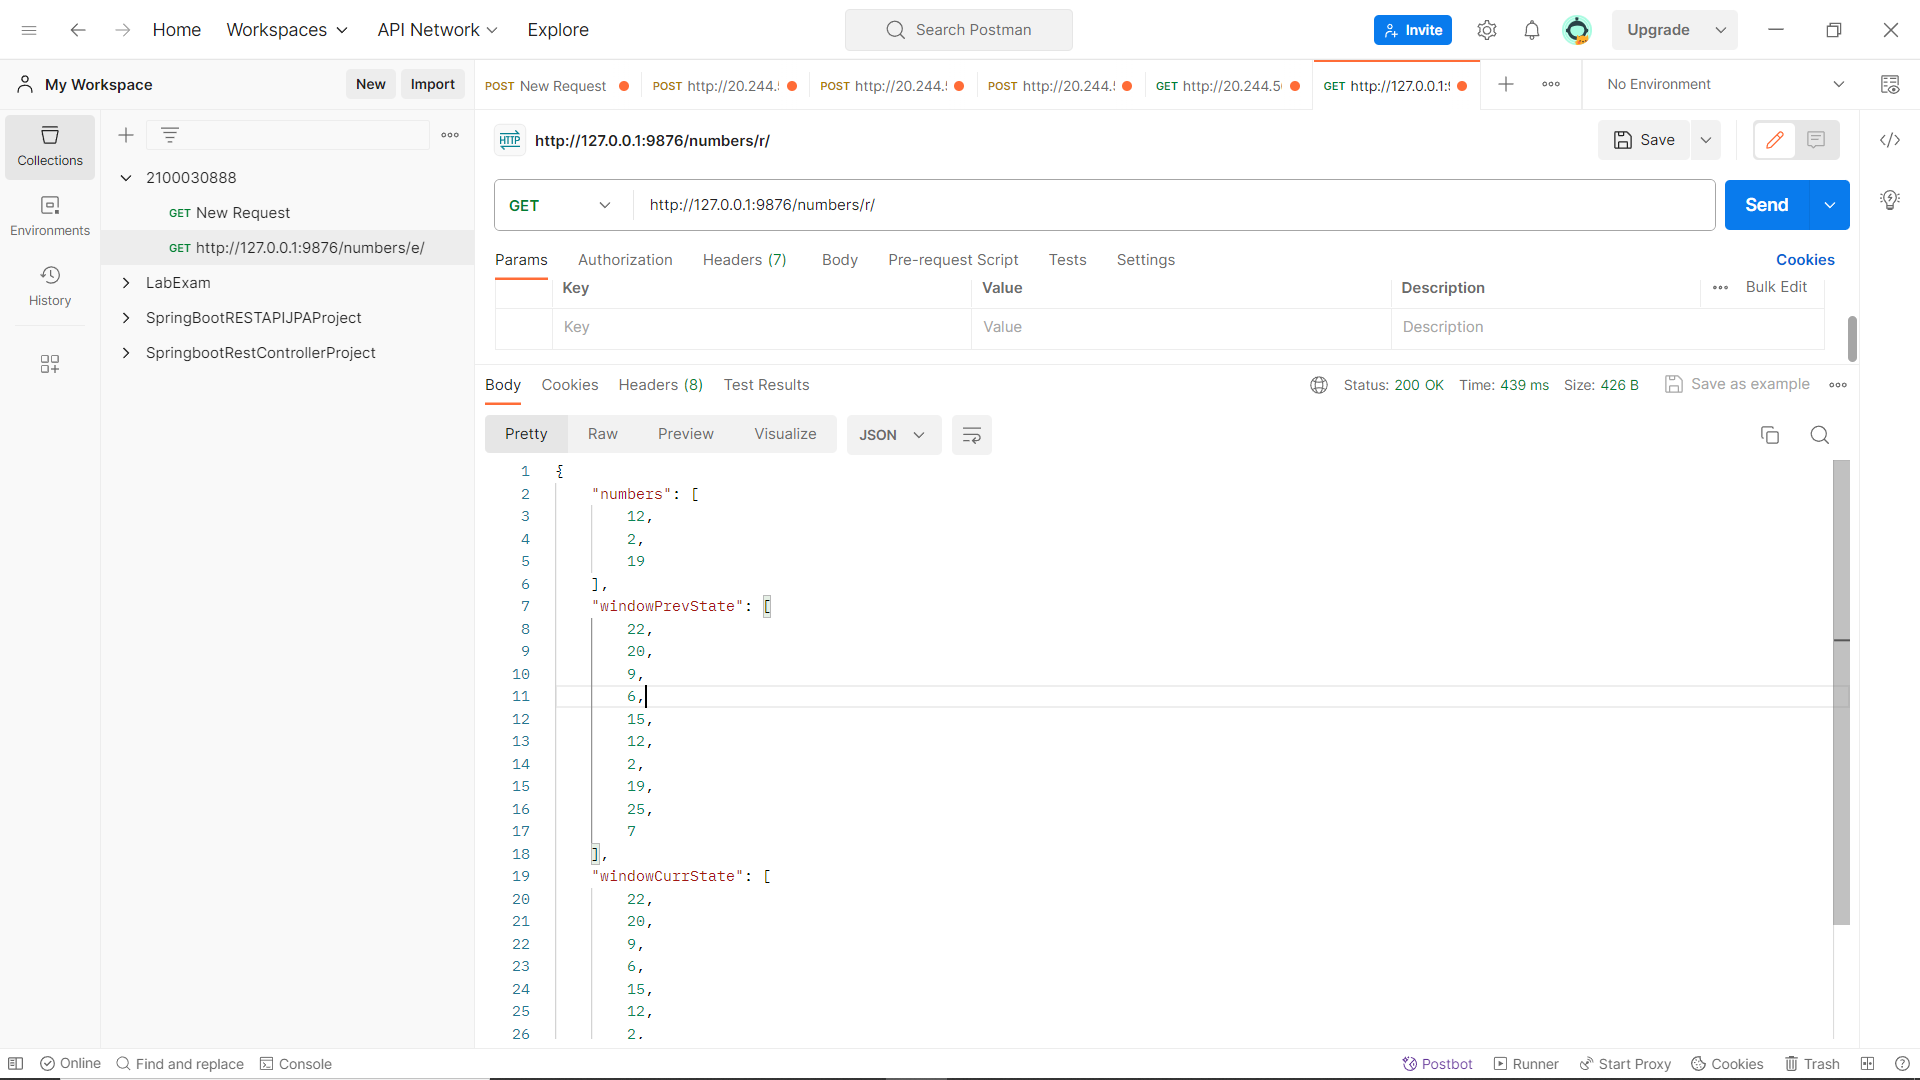 Home
Workspaces
API Network
Explore
Search Postman
Invite
Upgrade
My Workspace
New
Import
POST New Request
POST http://20.244.!
POST http://20.244.!
POST http://20.244.!
GET http://20.244.5
GET http://127.0.0.1:
No Environment
Collections
Environments
History
2100030888
GET New Request
GET http://127.0.0.1:9876/numbers/e/
LabExam
SpringBootRESTAPIJPAProject
SpringbootRestControllerProject
HTTP http://127.0.0.1:9876/numbers/r/
Save
GET
http://127.0.0.1:9876/numbers/r/
Send
Params
Authorization
Headers (7)
Body
Pre-request Script
Tests
Settings
Cookies
Key
Value
Description
Bulk Edit
Key
Value
Description
Body
Cookies
Headers (8)
Test Results
Status: 200 OK
Time: 439 ms
Size: 426 B
Save as example
Pretty
Raw
Preview
Visualize
JSON
1 {
2 "numbers": [
3 12,
4 2,
5 19
6 ],
7 "windowPrevState": [
8 22,
9 20,
10 9,
11 6,
12 15,
13 12,
14 2,
15 19,
16 25,
17 7
18 ],
19 "windowCurrState": [
20 22,
21 20,
22 9,
23 6,
24 15,
25 12,
26 2,
Online
Find and replace
Console
Postbot
Runner
Start Proxy
Cookies
Trash